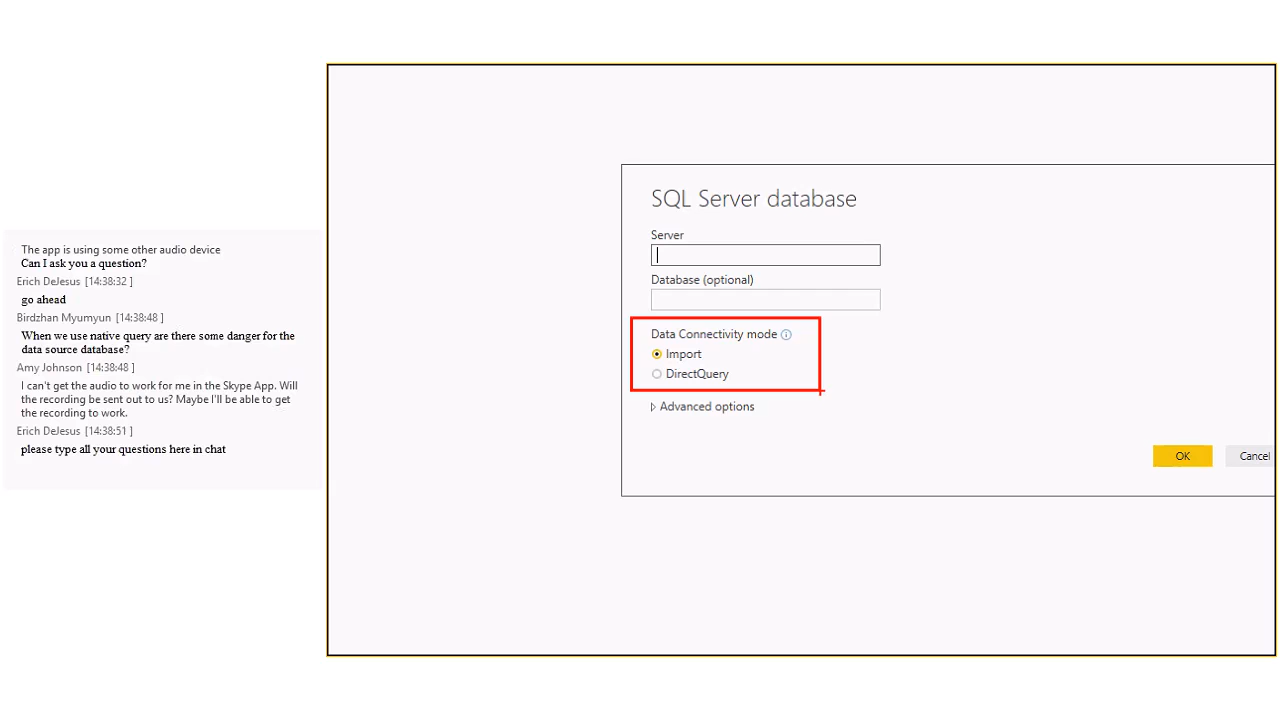 The app is using some other audio device
Can I ask you a question?
Erich DeJesus [14:38:32 ]
go ahead
Birdzhan Myumyun [14:38:48 ]
When we use native query are there some danger for the
data source database?
Amy Johnson [14:38:48 ]
I can't get the audio to work for me in the Skype App. Will
the recording be sent out to us? Maybe I'll be able to get
the recording to work.
Erich DeJesus [14:38:51 ]
please type all your questions here in chat
SQL Server database
Server
Database (optional)
Data Connectivity mode
Import
DirectQuery
Advanced options
OK
Cancel